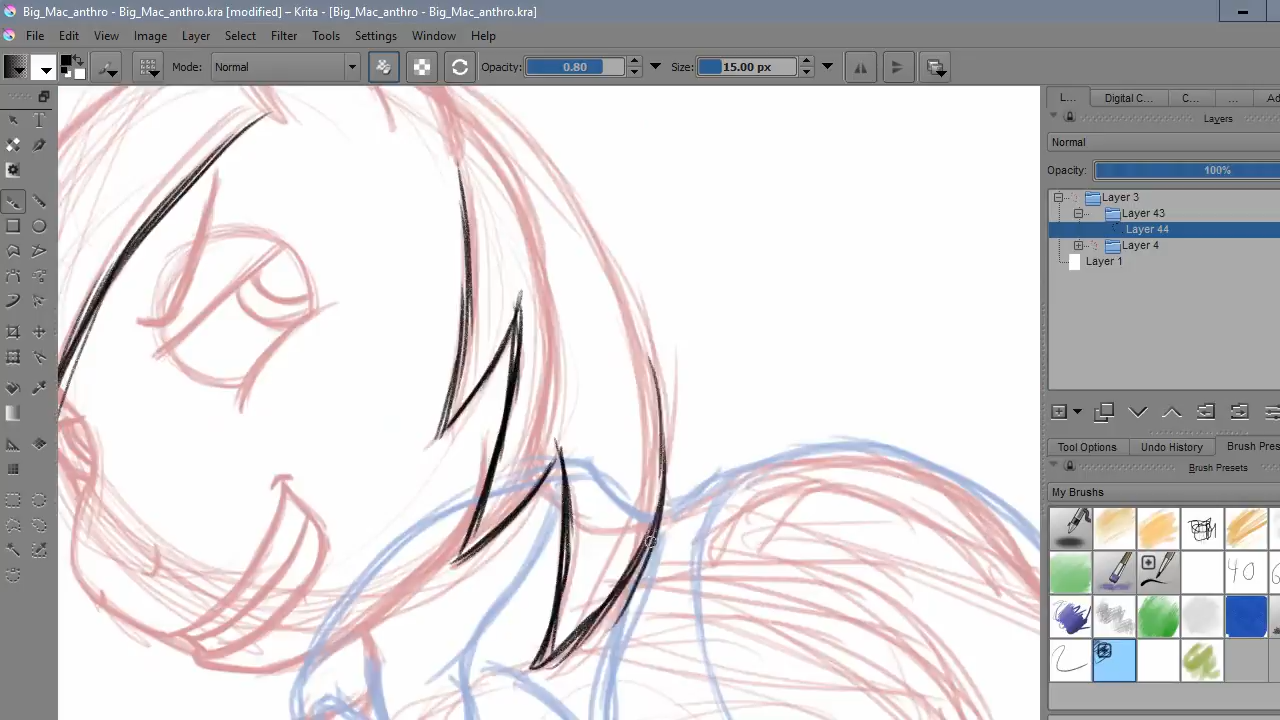 Big_Mac_anthro - Big_Mac_anthro.kra [modified] – Krita - [Big_Mac_anthro - Big_Mac_anthro.kra]
File Edit View Image Layer Select Filter Tools Settings Window Help
Mode: Normal Opacity: 0.80 Size: 15.00 px
L... Digital C... C... ... Ad
Layers
Normal
Opacity: 100%
Layer 3
Layer 43
Layer 44
Layer 4
Layer 1
Tool Options Undo History Brush Pres
Brush Presets
My Brushes
40